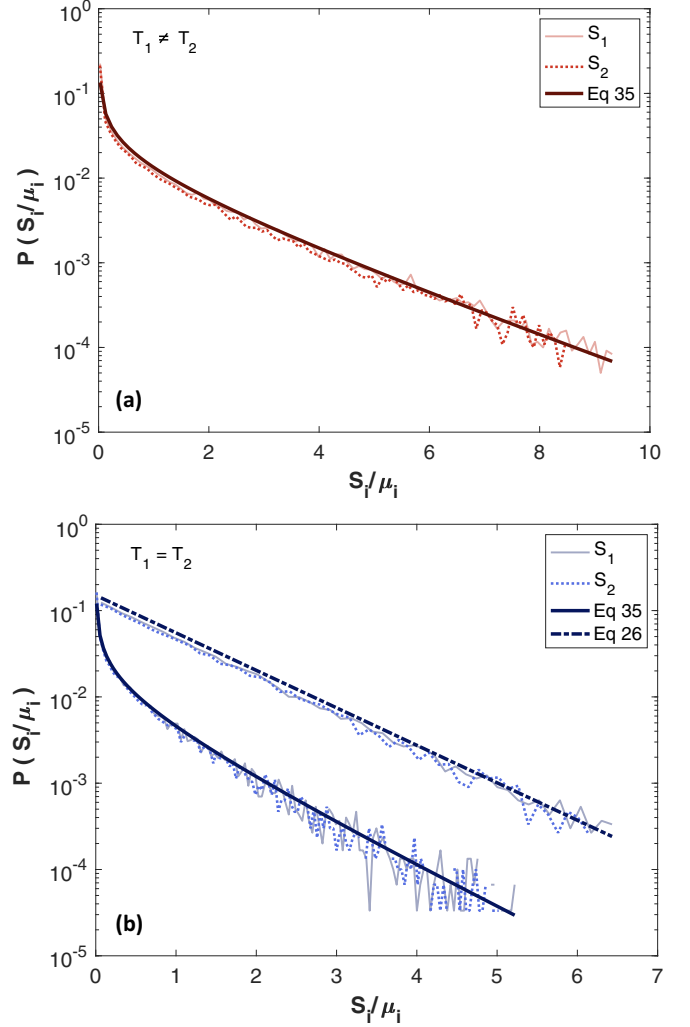 10^0
T_1 ≠ T_2
S_1
S_2
Eq 35
10^-1
10^-2
10^-3
10^-4
10^-5
P ( S_i/μ_i)
(a)
0 2 4 6 8 10
S_i/μ_i
10^0
T_1 = T_2
S_1
S_2
Eq 35
Eq 26
10^-1
10^-2
10^-3
10^-4
10^-5
P ( S_i/μ_i)
(b)
0 1 2 3 4 5 6 7
S_i/μ_i